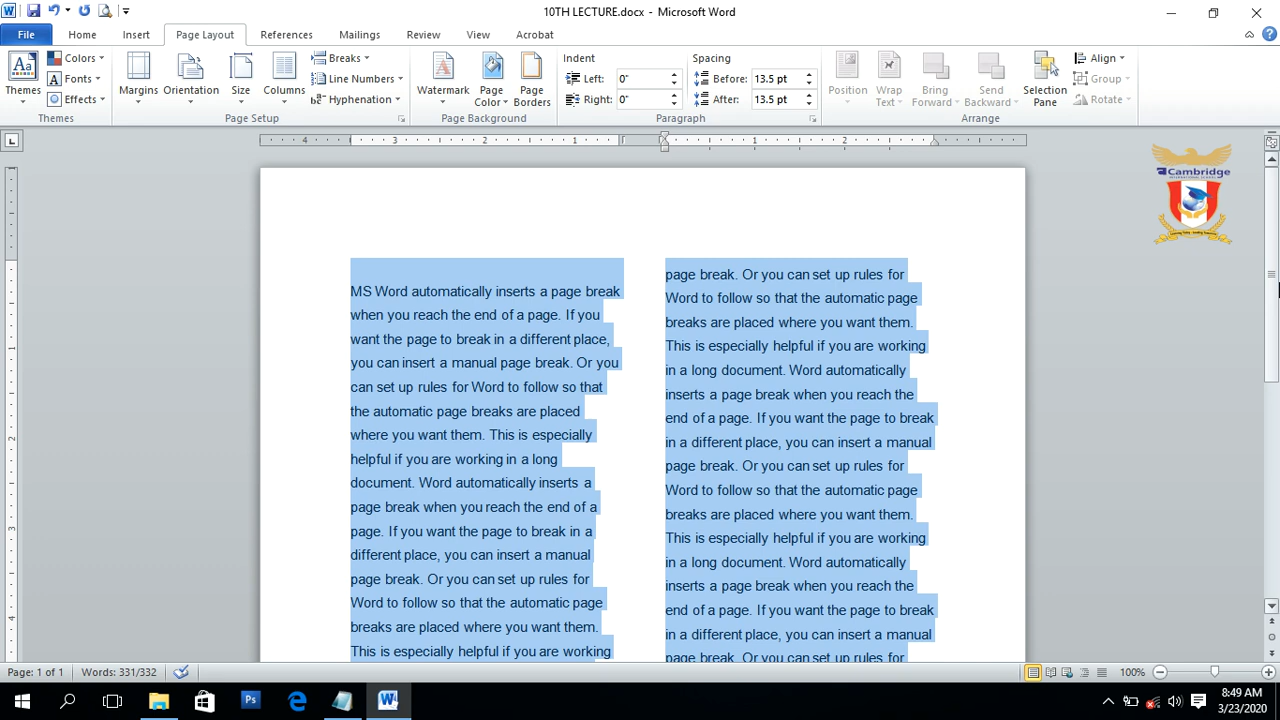 10TH LECTURE.docx - Microsoft Word
File Home Insert Page Layout References Mailings Review View Acrobat
Themes
Colors
Fonts
Effects
Themes
Margins
Orientation
Size
Columns
Breaks
Line Numbers
Hyphenation
Page Setup
Watermark
Page Color
Page Borders
Page Background
Indent
Left: 0"
Right: 0"
Spacing
Before: 13.5 pt
After: 13.5 pt
Paragraph
Position
Wrap Text
Bring Forward
Send Backward
Selection Pane
Align
Group
Rotate
Arrange
4 3 2 1 1 2
Cambridge
INTERNATIONAL SCHOOL
1
2
3
4
MS Word automatically inserts a page break
when you reach the end of a page. If you
want the page to break in a different place,
you can insert a manual page break. Or you
can set up rules for Word to follow so that
the automatic page breaks are placed
where you want them. This is especially
helpful if you are working in a long
document. Word automatically inserts a
page break when you reach the end of a
page. If you want the page to break in a
different place, you can insert a manual
page break. Or you can set up rules for
Word to follow so that the automatic page
breaks are placed where you want them.
This is especially helpful if you are working
page break. Or you can set up rules for
Word to follow so that the automatic page
breaks are placed where you want them.
This is especially helpful if you are working
in a long document. Word automatically
inserts a page break when you reach the
end of a page. If you want the page to break
in a different place, you can insert a manual
page break. Or you can set up rules for
Word to follow so that the automatic page
breaks are placed where you want them.
This is especially helpful if you are working
in a long document. Word automatically
inserts a page break when you reach the
end of a page. If you want the page to break
in a different place, you can insert a manual
page break. Or you can set up rules for
Page: 1 of 1 Words: 331/332 100%
Ps
8:49 AM
3/23/2020